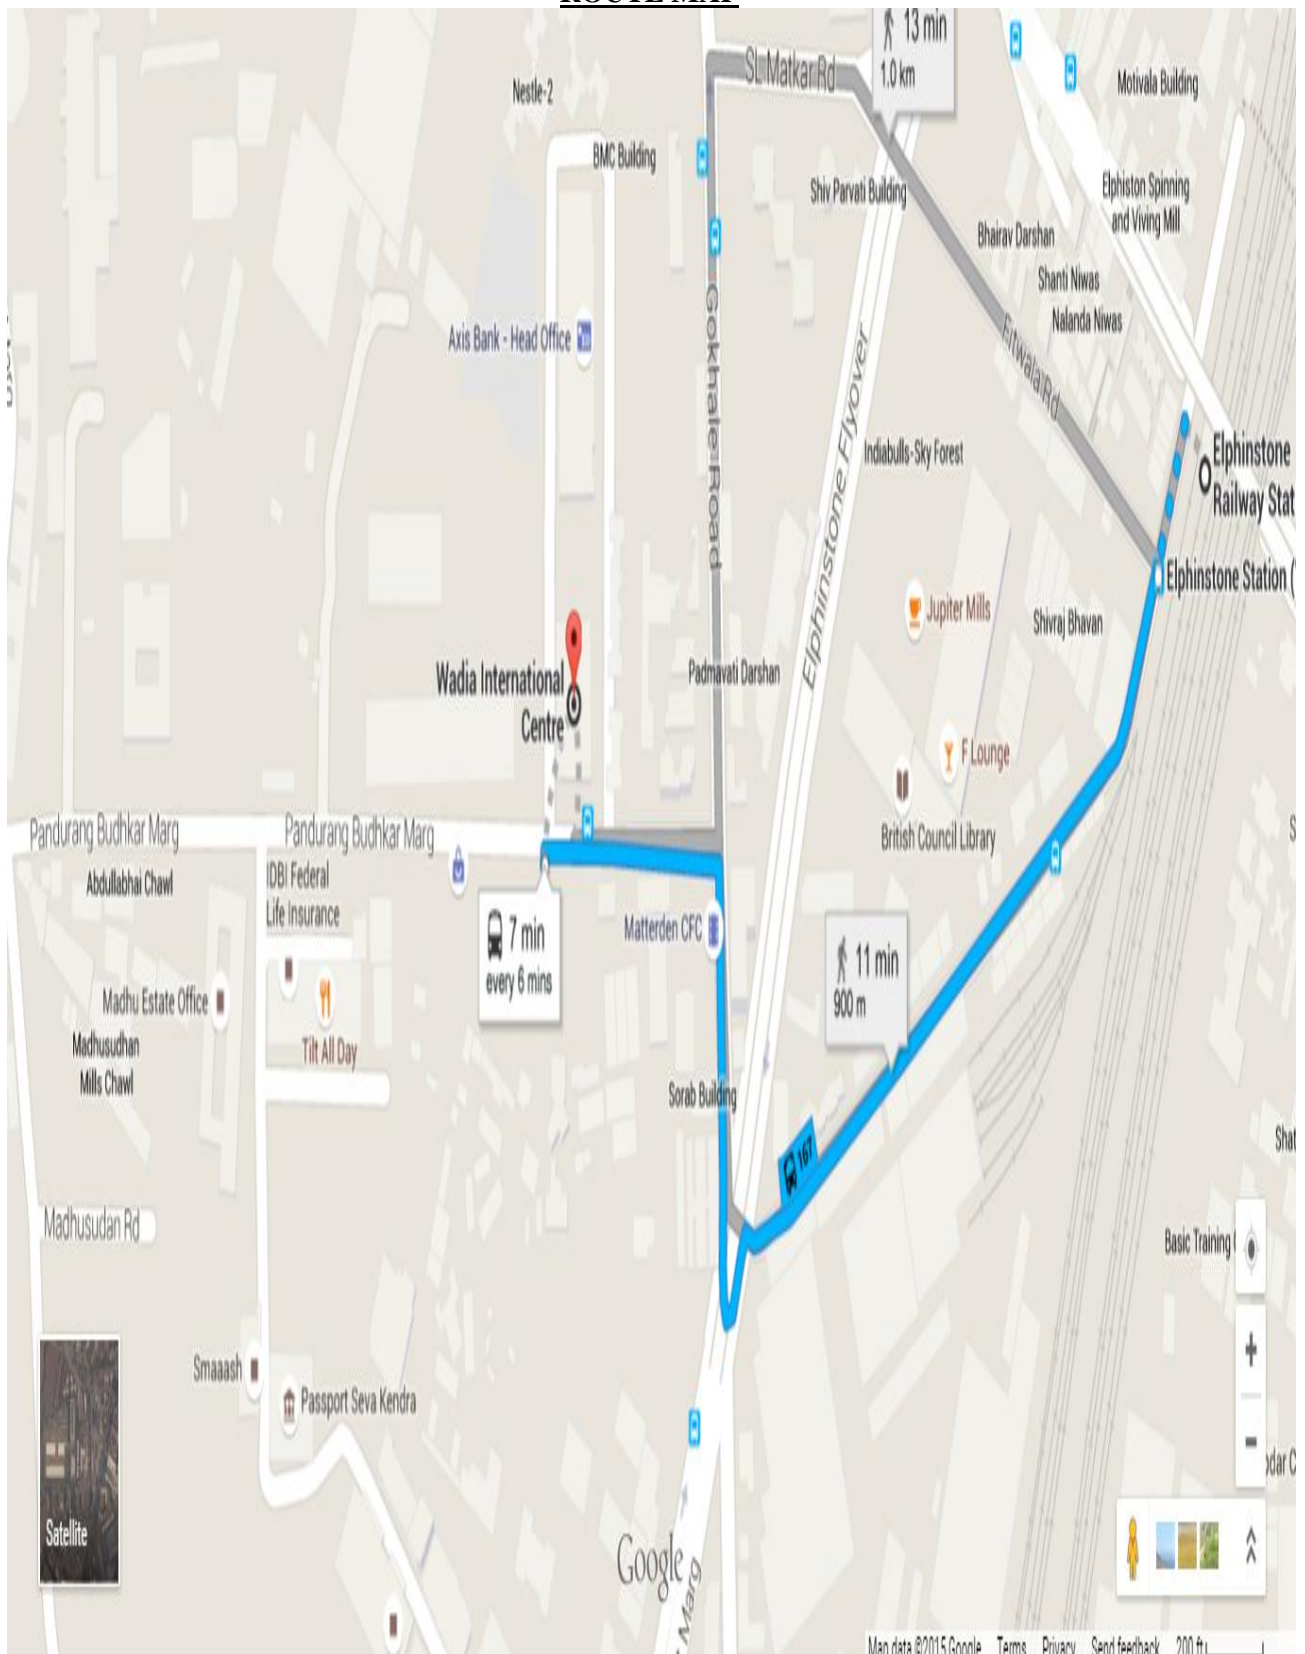 ROUTE MAP
13 min
1.0 km
SL Matkar Rd
Motivala Building
Nestle-2
BMC Building
Shiv Parvati Building
Elphiston Spinning
and Viving Mill
Bhairav Darshan
Shanti Niwas
Nalanda Niwas
Axis Bank - Head Office
Gokhale Road
Elphinstone Flyover
Fitwala Rd
Indiabulls-Sky Forest
Elphinstone
Railway Stat
Elphinstone Station (
Jupiter Mills
Shivraj Bhavan
Padmavati Darshan
Wadia International
Centre
F Lounge
British Council Library
Pandurang Budhkar Marg
Pandurang Budhkar Marg
Abdullabhai Chawl
IDBI Federal
Life Insurance
Matterden CFC
7 min
every 6 mins
11 min
900 m
Madhu Estate Office
Madhusudhan
Mills Chawl
Tilt All Day
Sorab Building
167
Shat
Madhusudan Rd
Basic Training
Smaaash
Passport Seva Kendra
odar C
Satellite
Google
Marg
Map data ©2015 Google Terms Privacy Send feedback 200 ft